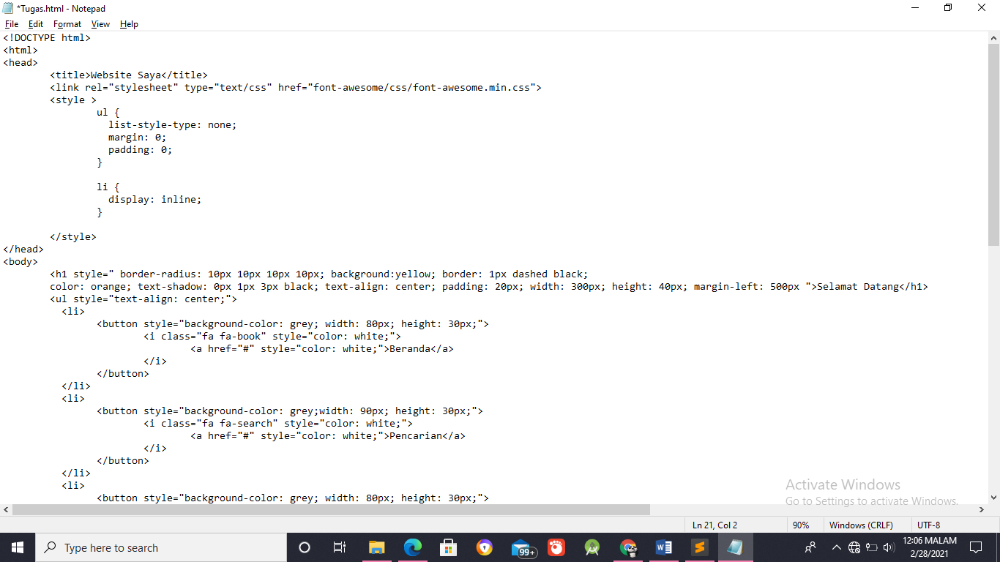 *Tugas.html - Notepad
File Edit Format View Help
<!DOCTYPE html>
<html>
<head>
<title>Website Saya</title>
<link rel="stylesheet" type="text/css" href="font-awesome/css/font-awesome.min.css">
<style >
ul {
list-style-type: none;
margin: 0;
padding: 0;
}
li {
display: inline;
}
</style>
</head>
<body>
<h1 style=" border-radius: 10px 10px 10px 10px; background:yellow; border: 1px dashed black;
color: orange; text-shadow: 0px 1px 3px black; text-align: center; padding: 20px; width: 300px; height: 40px; margin-left: 500px ">Selamat Datang</h1>
<ul style="text-align: center;">
<li>
<button style="background-color: grey; width: 80px; height: 30px;">
<i class="fa fa-book" style="color: white;">
<a href="#" style="color: white;">Beranda</a>
</i>
</button>
</li>
<li>
<button style="background-color: grey;width: 90px; height: 30px;">
<i class="fa fa-search" style="color: white;">
<a href="#" style="color: white;">Pencarian</a>
</i>
</button>
</li>
<li>
<button style="background-color: grey; width: 80px; height: 30px;">
Activate Windows
Go to Settings to activate Windows.
Ln 21, Col 2 90% Windows (CRLF) UTF-8
Type here to search
99+
12:06 MALAM
2/28/2021